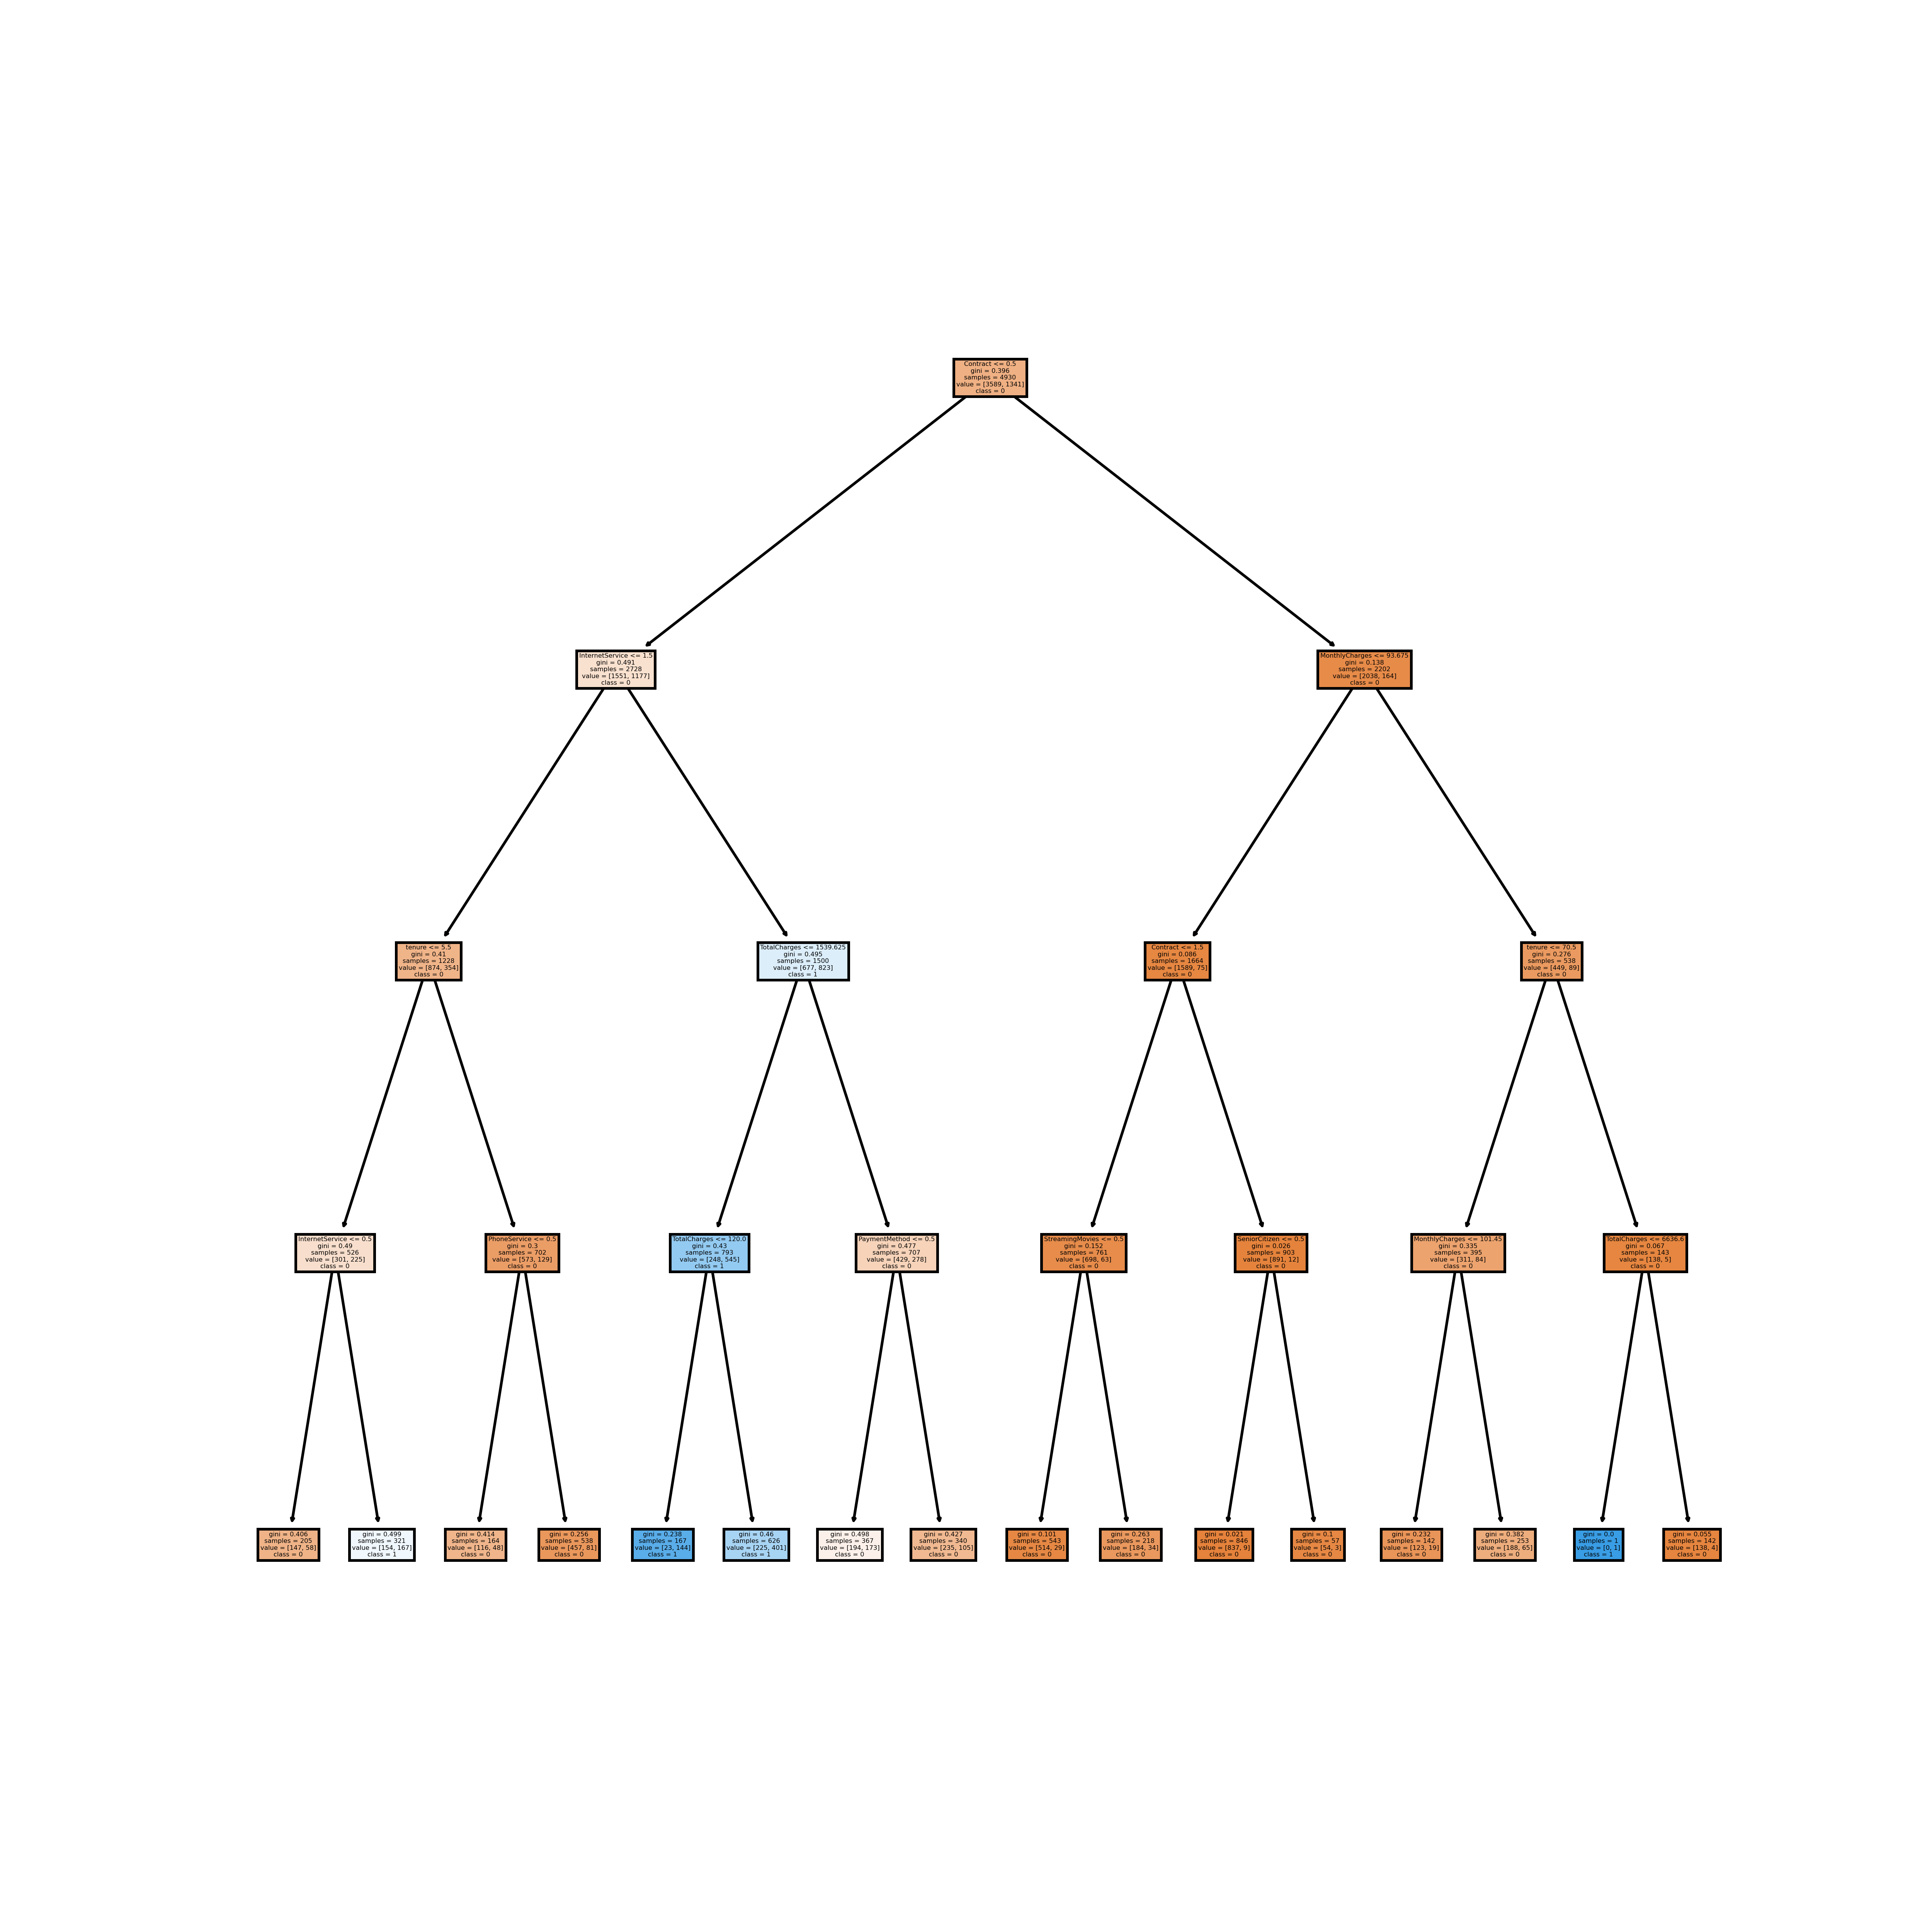 Contract <= 0.5
gini = 0.396
samples = 4930
value = [3589, 1341]
class = 0
InternetService <= 1.5
gini = 0.491
samples = 2728
value = [1551, 1177]
class = 0
MonthlyCharges <= 93.675
gini = 0.138
samples = 2202
value = [2038, 164]
class = 0
tenure <= 5.5
gini = 0.41
samples = 1228
value = [874, 354]
class = 0
TotalCharges <= 1539.625
gini = 0.495
samples = 1500
value = [677, 823]
class = 1
Contract <= 1.5
gini = 0.086
samples = 1664
value = [1589, 75]
class = 0
tenure <= 70.5
gini = 0.276
samples = 538
value = [449, 89]
class = 0
InternetService <= 0.5
gini = 0.49
samples = 526
value = [301, 225]
class = 0
PhoneService <= 0.5
gini = 0.3
samples = 702
value = [573, 129]
class = 0
TotalCharges <= 120.0
gini = 0.43
samples = 793
value = [248, 545]
class = 1
PaymentMethod <= 0.5
gini = 0.477
samples = 707
value = [429, 278]
class = 0
StreamingMovies <= 0.5
gini = 0.152
samples = 761
value = [698, 63]
class = 0
SeniorCitizen <= 0.5
gini = 0.026
samples = 903
value = [891, 12]
class = 0
MonthlyCharges <= 101.45
gini = 0.335
samples = 395
value = [311, 84]
class = 0
TotalCharges <= 6636.6
gini = 0.067
samples = 143
value = [138, 5]
class = 0
gini = 0.406
samples = 205
value = [147, 58]
class = 0
gini = 0.499
samples = 321
value = [154, 167]
class = 1
gini = 0.414
samples = 164
value = [116, 48]
class = 0
gini = 0.256
samples = 538
value = [457, 81]
class = 0
gini = 0.238
samples = 167
value = [23, 144]
class = 1
gini = 0.46
samples = 626
value = [225, 401]
class = 1
gini = 0.498
samples = 367
value = [194, 173]
class = 0
gini = 0.427
samples = 340
value = [235, 105]
class = 0
gini = 0.101
samples = 543
value = [514, 29]
class = 0
gini = 0.263
samples = 218
value = [184, 34]
class = 0
gini = 0.021
samples = 846
value = [837, 9]
class = 0
gini = 0.1
samples = 57
value = [54, 3]
class = 0
gini = 0.232
samples = 142
value = [123, 19]
class = 0
gini = 0.382
samples = 253
value = [188, 65]
class = 0
gini = 0.0
samples = 1
value = [0, 1]
class = 1
gini = 0.055
samples = 142
value = [138, 4]
class = 0